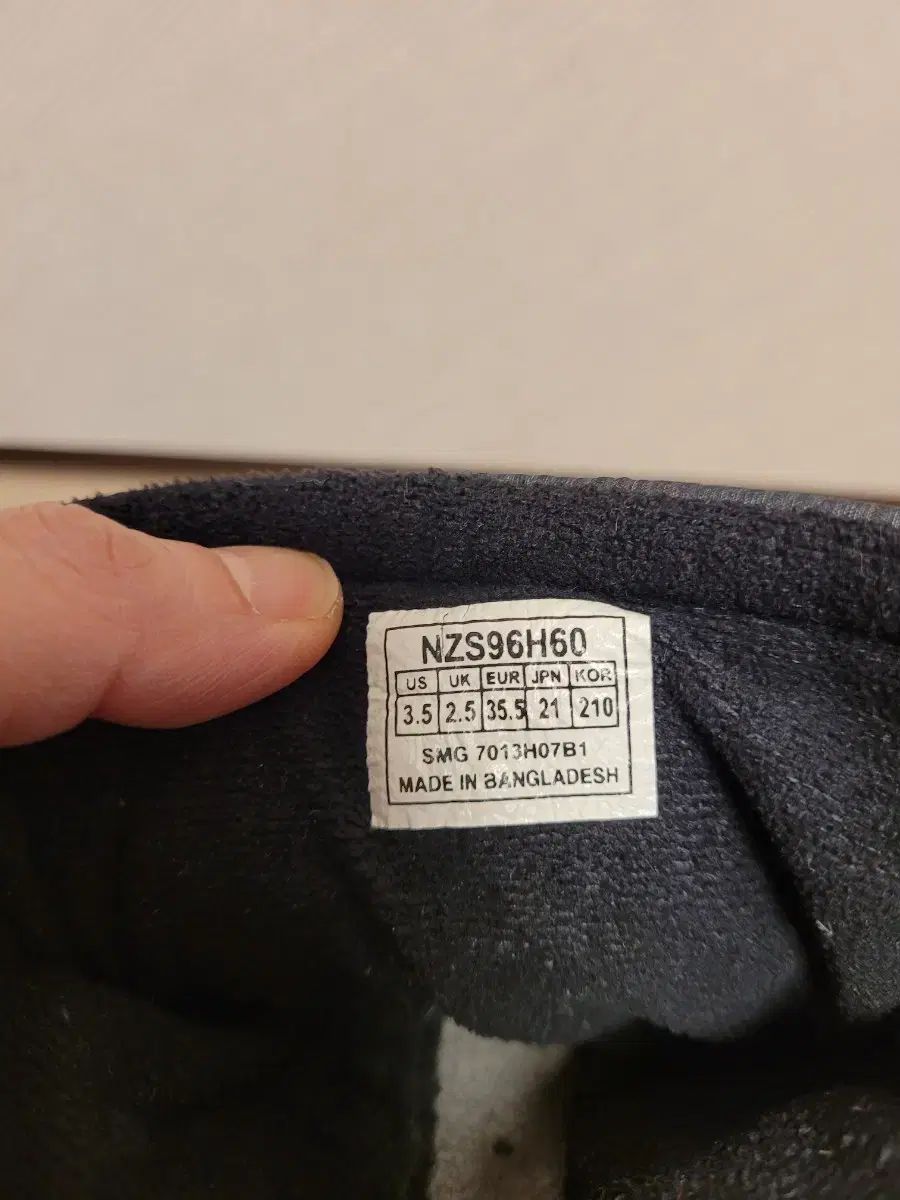 NZS96H60
US UK EUR JPN KOR
3.5 2.5 35.5 21 210
SMG 7013H07B1
MADE IN BANGLADESH